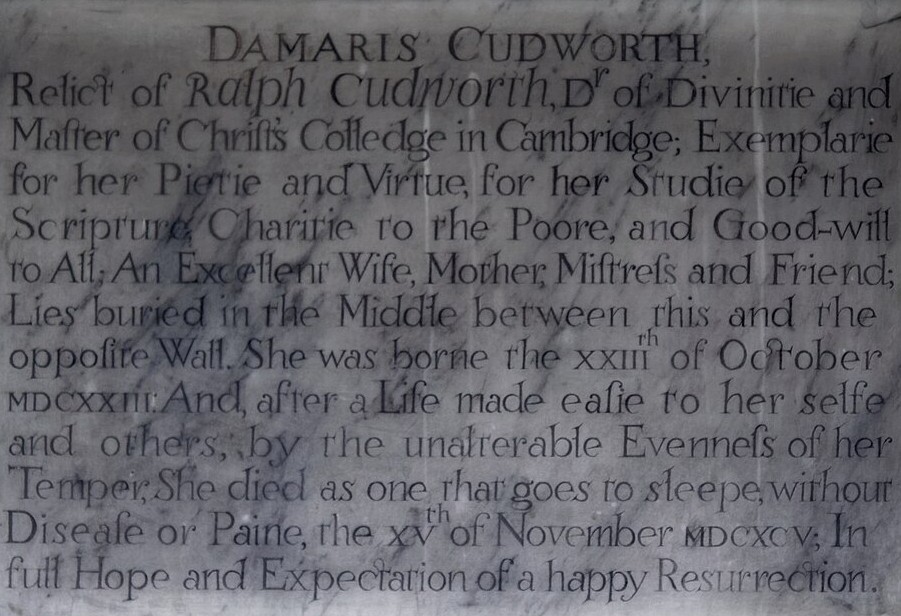 DAMARIS CUDWORTH,
Relict of Ralph Cudworth, Dr of Divinitie and
Maſter of Chriſt's Colledge in Cambridge; Exemplarie
for her Pietie and Virtue, for her Studie of the
Scripture, Charitie to the Poore, and Good-will
to All; An Excellent Wife, Mother, Miſtreſs and Friend;
Lies buried in the Middle between this and the
oppoſite Wall. She was borne the XXIIIth of October
MDCXXIII: And, after a Life made eaſie to her selfe
and others, by the unalterable Evenneſs of her
Temper, She died as one that goes to sleepe, without
Diseaſe or Paine, the XVth of November MDCXCV; In
full Hope and Expectation of a happy Resurrection.